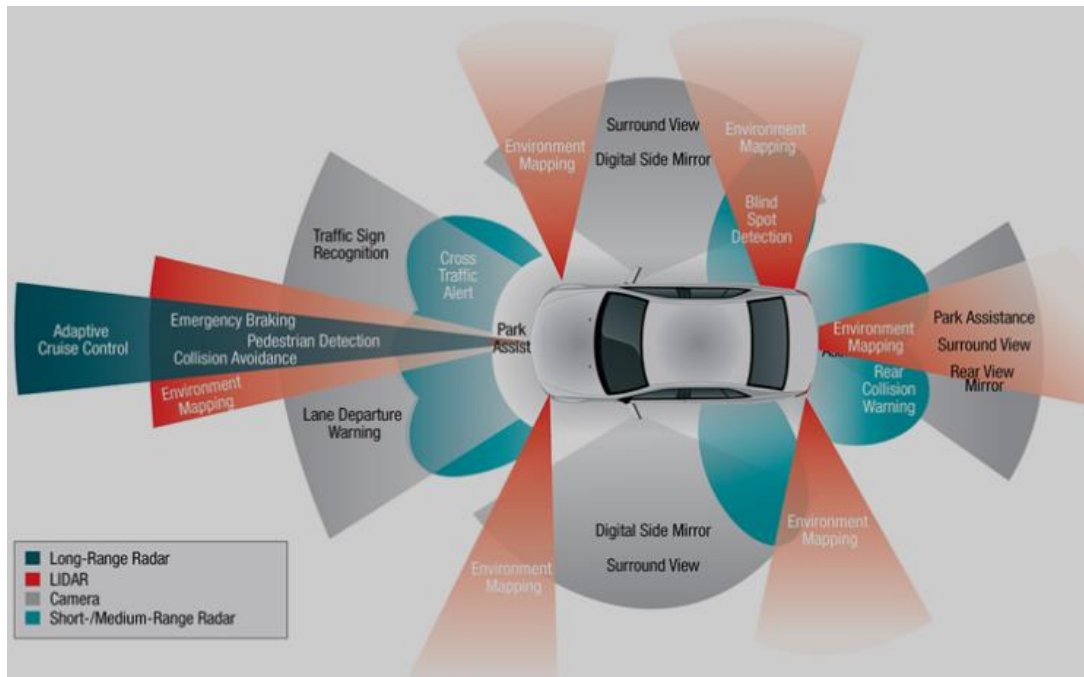 Environment
Mapping
Surround View
Digital Side Mirror
Environment
Mapping
Blind
Spot
Detection
Traffic Sign
Recognition
Cross
Traffic
Alert
Adaptive
Cruise Control
Emergency Braking
Pedestrian Detection
Collision Avoidance
Environment
Mapping
Lane Departure
Warning
Park
Assist
Environment
Mapping
Rear
Collision
Warning
Park Assistance
Surround View
Rear View
Mirror
Environment
Mapping
Digital Side Mirror
Surround View
Environment
Mapping
Long-Range Radar
LIDAR
Camera
Short-/Medium-Range Radar